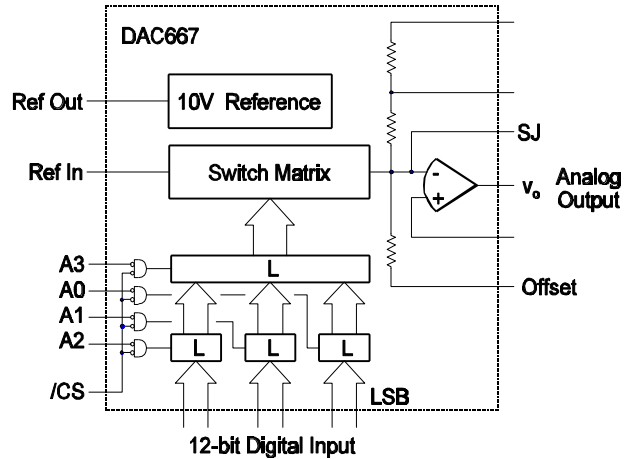 DAC667
Ref Out
10V Reference
SJ
Ref In
Switch Matrix
-
+
vo
Analog
Output
A3
L
A0
Offset
A1
A2
L
L
L
/CS
LSB
12-bit Digital Input